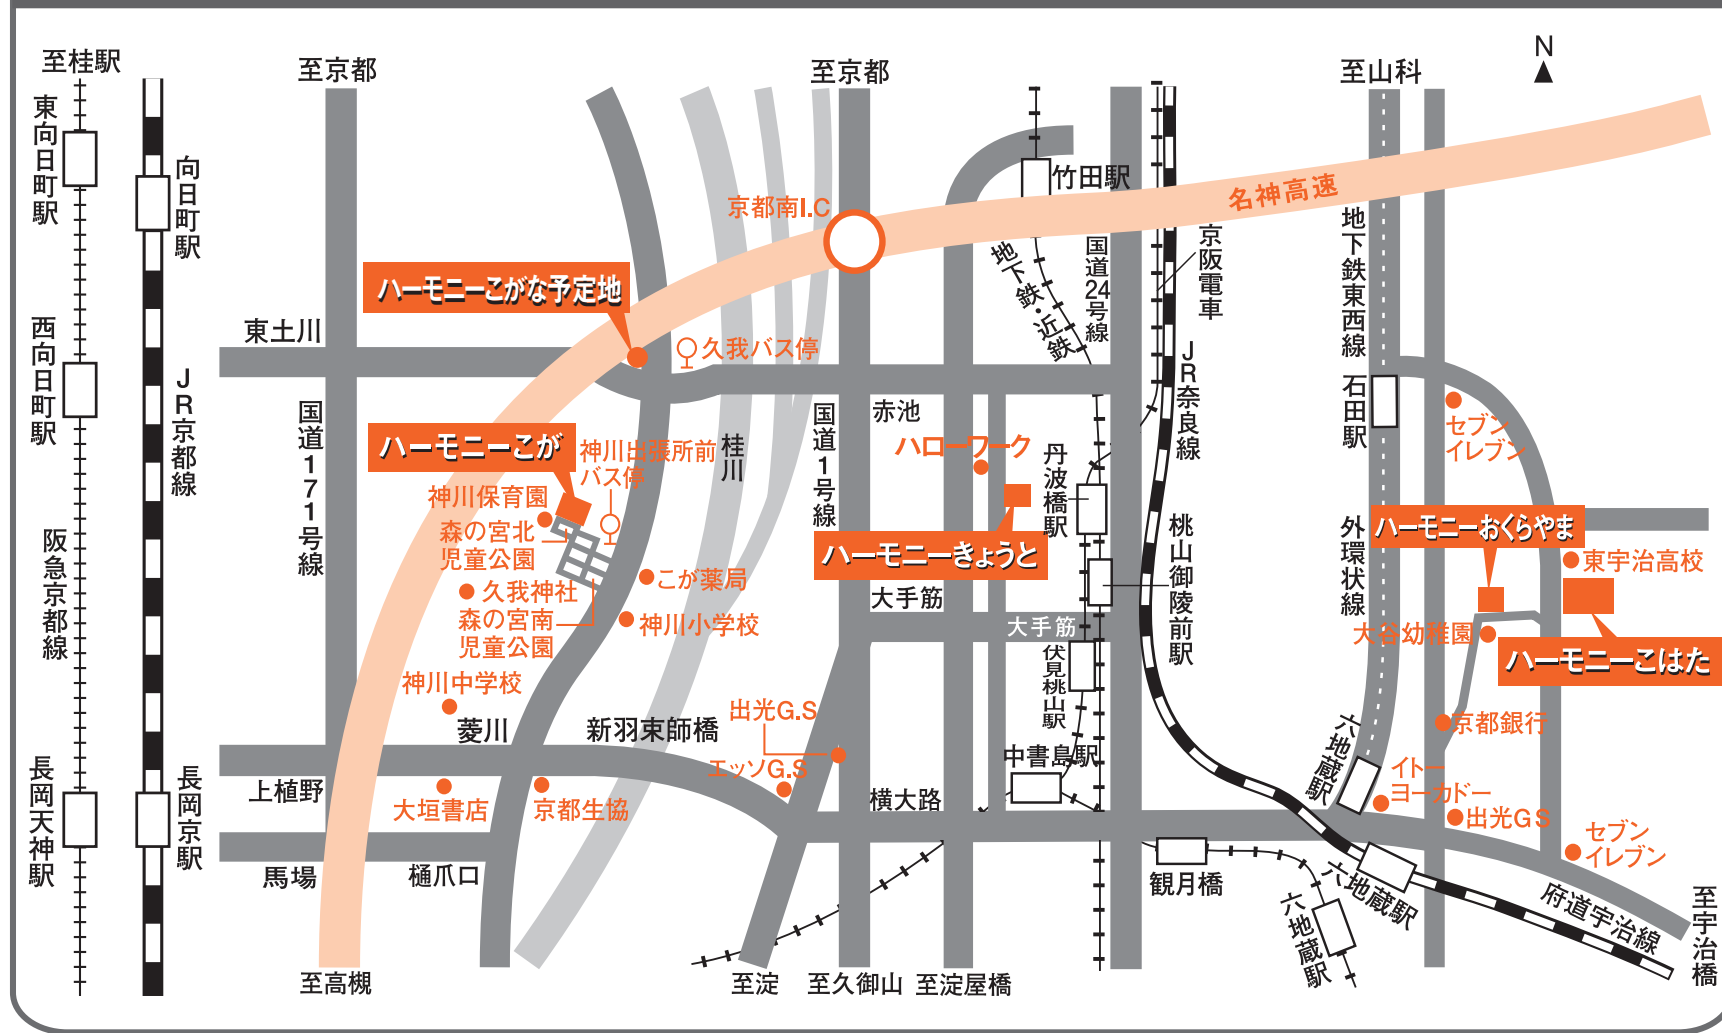 至桂駅
至京都
至京都
至山科
N
東向日町駅
向日町駅
竹田駅
名神高速
京都南I.C
国道24号線
地下鉄・近鉄
京阪電車
地下鉄東西線
ハーモニーこがな予定地
東土川
久我バス停
西向日町駅
JR京都線
国道171号線
桂川
国道1号線
赤池
JR奈良線
石田駅
セブン
イレブン
ハーモニーこが
神川出張所前
バス停
ハローワーク
丹波橋駅
神川保育園
森の宮北
児童公園
ハーモニーきょうと
桃山御陵前駅
外環状線
ハーモニーおくらやま
東宇治高校
阪急京都線
久我神社
こが薬局
森の宮南
児童公園
神川小学校
大手筋
大手筋
伏見桃山駅
大谷幼稚園
ハーモニーこはた
神川中学校
菱川
新羽束師橋
出光G.S
エッソG.S
中書島駅
六地蔵駅
京都銀行
イトー
ヨーカドー
出光GS
セブン
イレブン
長岡天神駅
長岡京駅
上植野
大垣書店
京都生協
横大路
馬場
樋爪口
観月橋
六地蔵駅
六地蔵駅
府道宇治線
至宇治橋
至高槻
至淀
至久御山
至淀屋橋